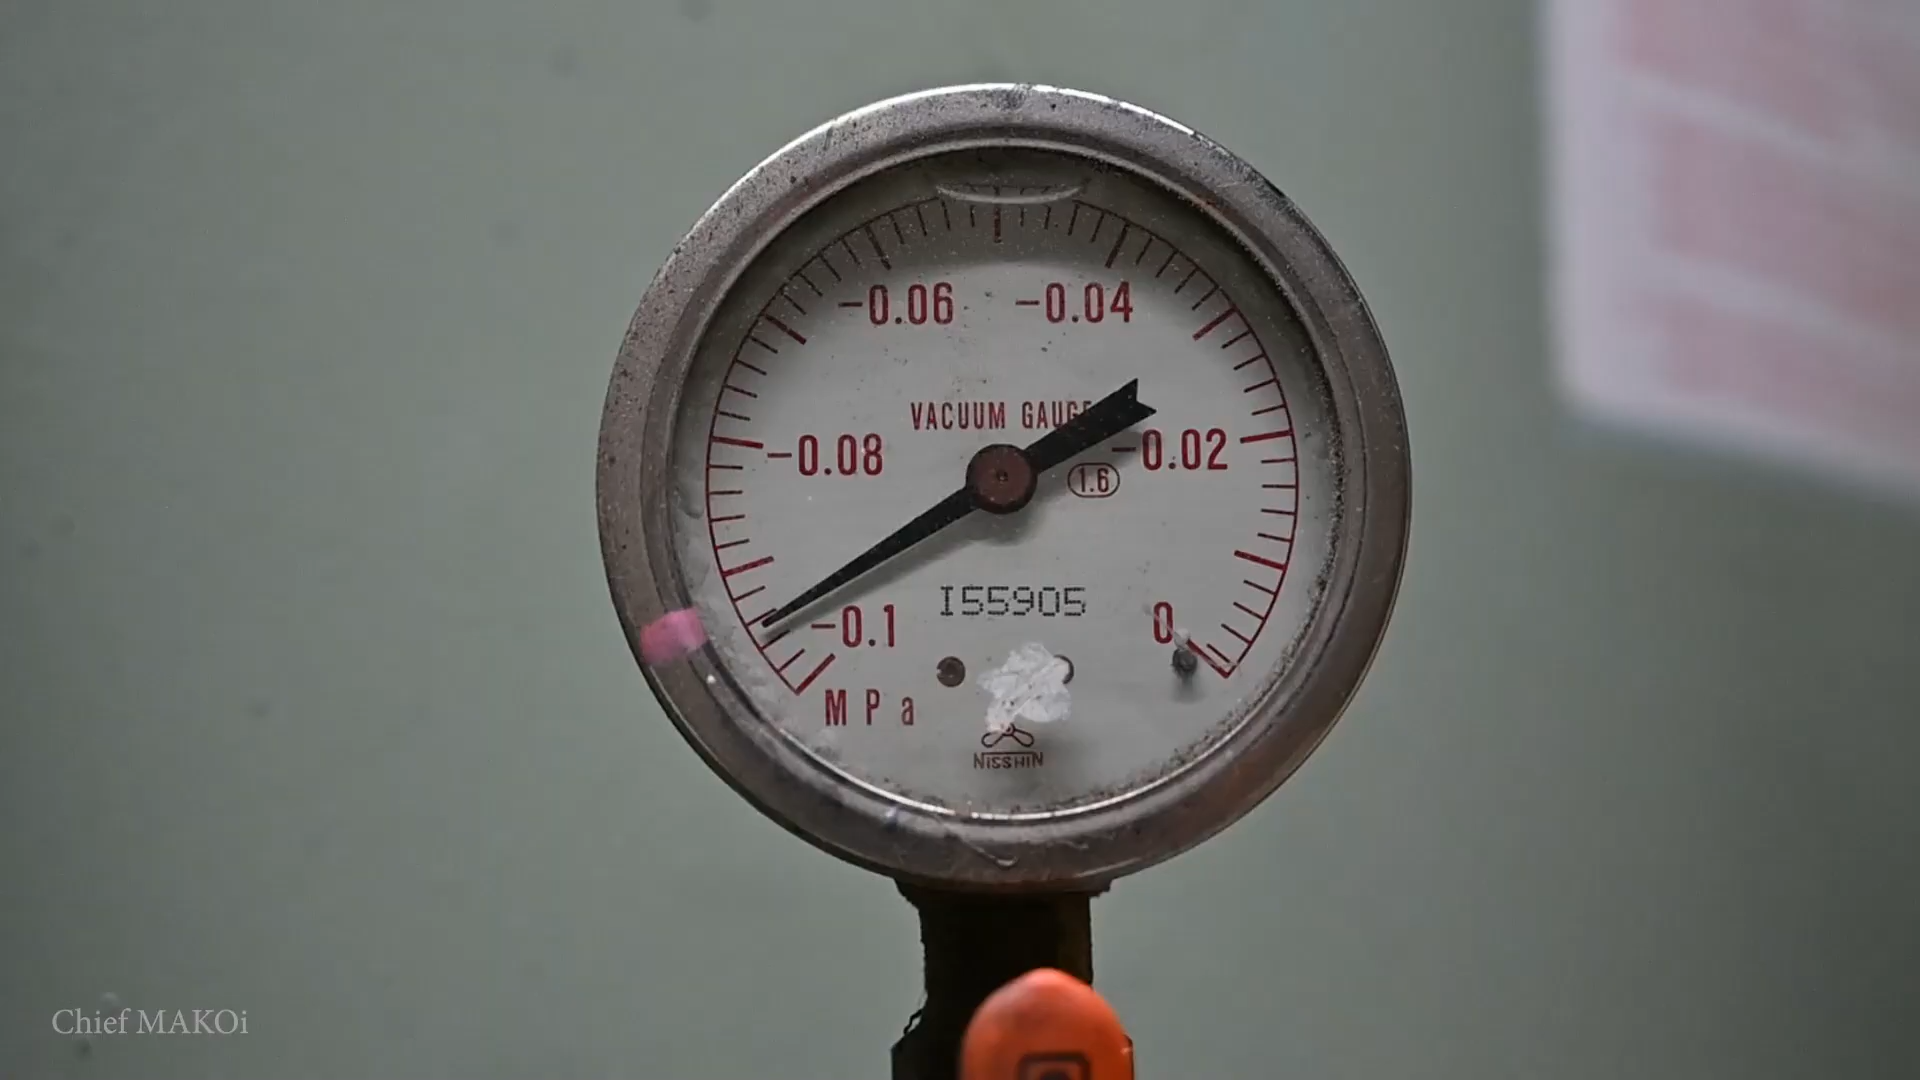 -0.06 -0.04
VACUUM GAUGE
-0.08 -0.02
1.6
I55905
-0.1 0
MPa
NISSHIN
Chief MAKOi